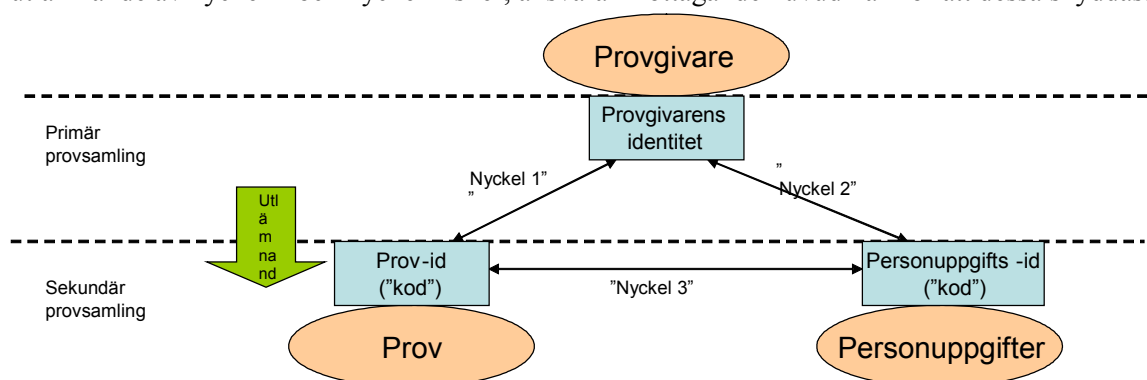 Provgivare
Provgivarens
identitet
Primär
provsamling
”Nyckel 1”
”
Nyckel 2”
Utl
ä
m
na
nd
Prov-id
("kod")
”Nyckel 3”
Personuppgifts -id
("kod")
Sekundär
provsamling
Prov
Personuppgifter